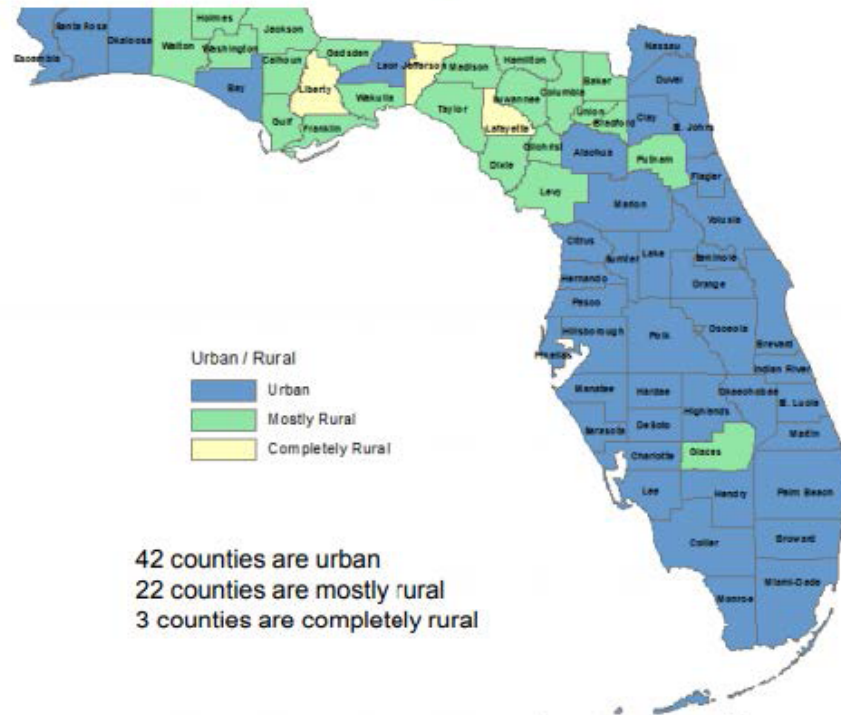 Holmes
Jackson
Santa Rosa
Okaloosa
Walton
Washington
Escambia
Calhoun
Gadsden
Leon
Jefferson
Madison
Hamilton
Nassau
Bay
Liberty
Wakulla
Suwannee
Columbia
Baker
Duval
Gulf
Franklin
Taylor
Lafayette
Union
Bradford
Clay
St. Johns
Gilchrist
Alachua
Putnam
Dixie
Flagler
Levy
Marion
Volusia
Citrus
Sumter
Lake
Seminole
Hernando
Orange
Pasco
Hillsborough
Polk
Osceola
Pinellas
Brevard
Indian River
Urban / Rural
Urban
Mostly Rural
Completely Rural
Manatee
Hardee
Highlands
Okeechobee
St. Lucie
Sarasota
DeSoto
Martin
Charlotte
Glades
Lee
Hendry
Palm Beach
Collier
Broward
Monroe
Miami-Dade
42 counties are urban
22 counties are mostly rural
3 counties are completely rural